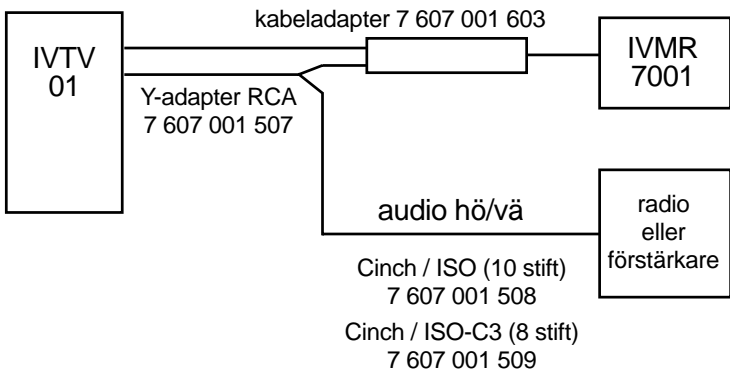 kabeladapter 7 607 001 603
IVTV
01
IVMR
7001
Y-adapter RCA
7 607 001 507
audio hö/vä
radio
eller
förstärkare
Cinch / ISO (10 stift)
7 607 001 508
Cinch / ISO-C3 (8 stift)
7 607 001 509